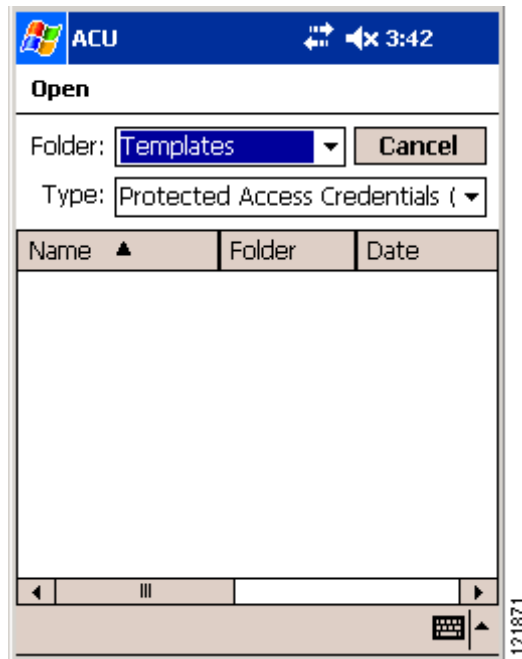 ACU 3:42
Open
Folder: Templates Cancel
Type: Protected Access Credentials (
Name Folder Date
121871